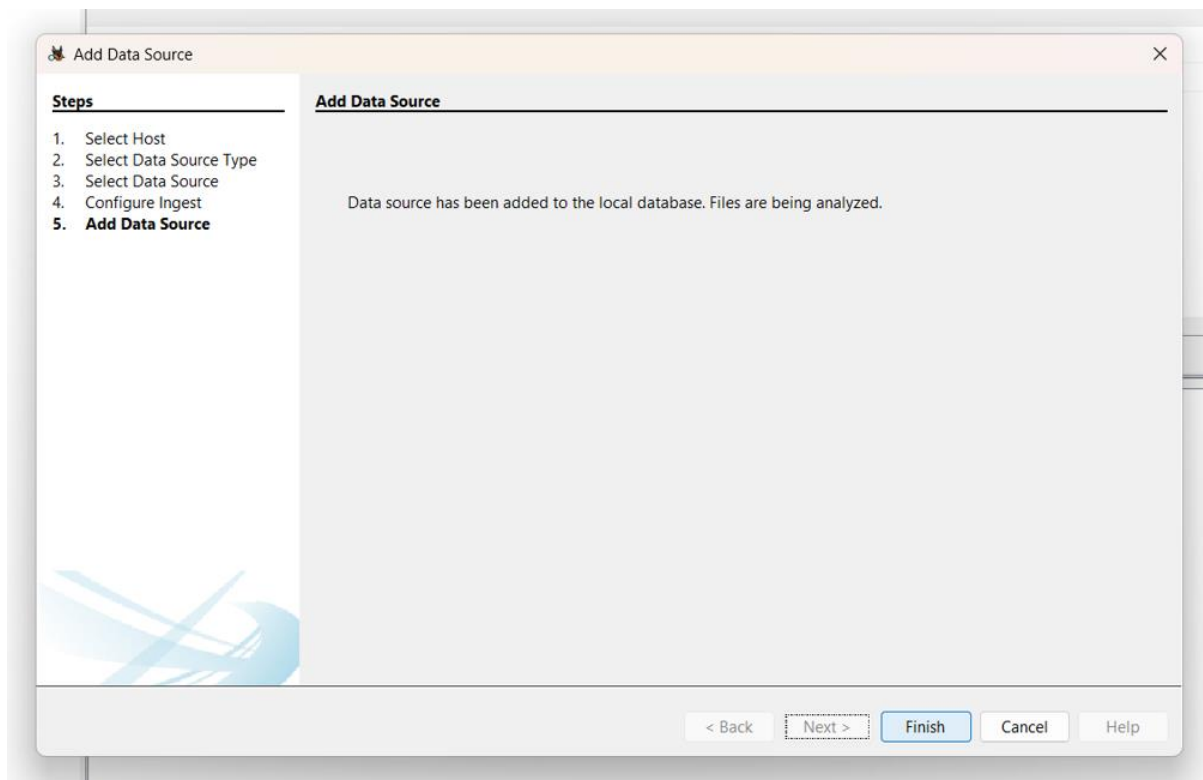 Add Data Source
Steps
1. Select Host
2. Select Data Source Type
3. Select Data Source
4. Configure Ingest
5. Add Data Source
Add Data Source
Data source has been added to the local database. Files are being analyzed.
< Back Next > Finish Cancel Help